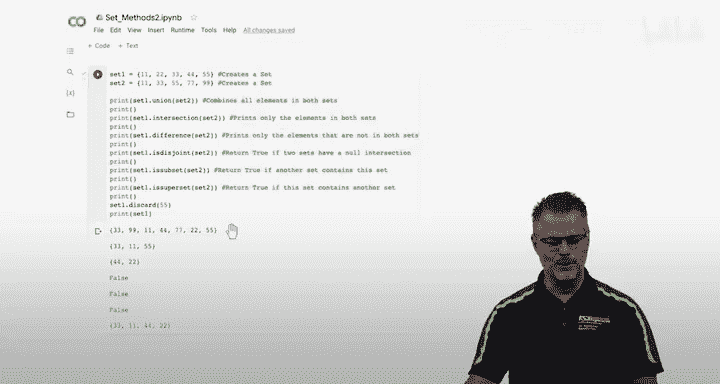 CO Set_Methods2.ipynb
File Edit View Insert Runtime Tools Help All changes saved
+ Code + Text
set1 = {11, 22, 33, 44, 55} #Creates a Set
set2 = {11, 33, 55, 77, 99} #Creates a Set
print(set1.union(set2)) #Combines all elements in both sets
print()
print(set1.intersection(set2)) #Prints only the elements in both sets
print()
print(set1.difference(set2)) #Prints only the elements that are not in both sets
print()
print(set1.isdisjoint(set2)) #Return True if two sets have a null intersection
print()
print(set1.issubset(set2)) #Return True if another set contains this set
print()
print(set1.issuperset(set2)) #Return True if this set contains another set
print()
set1.discard(55)
print(set1)
{33, 99, 11, 44, 77, 22, 55}
{33, 11, 55}
{44, 22}
False
False
False
{33, 11, 44, 22}